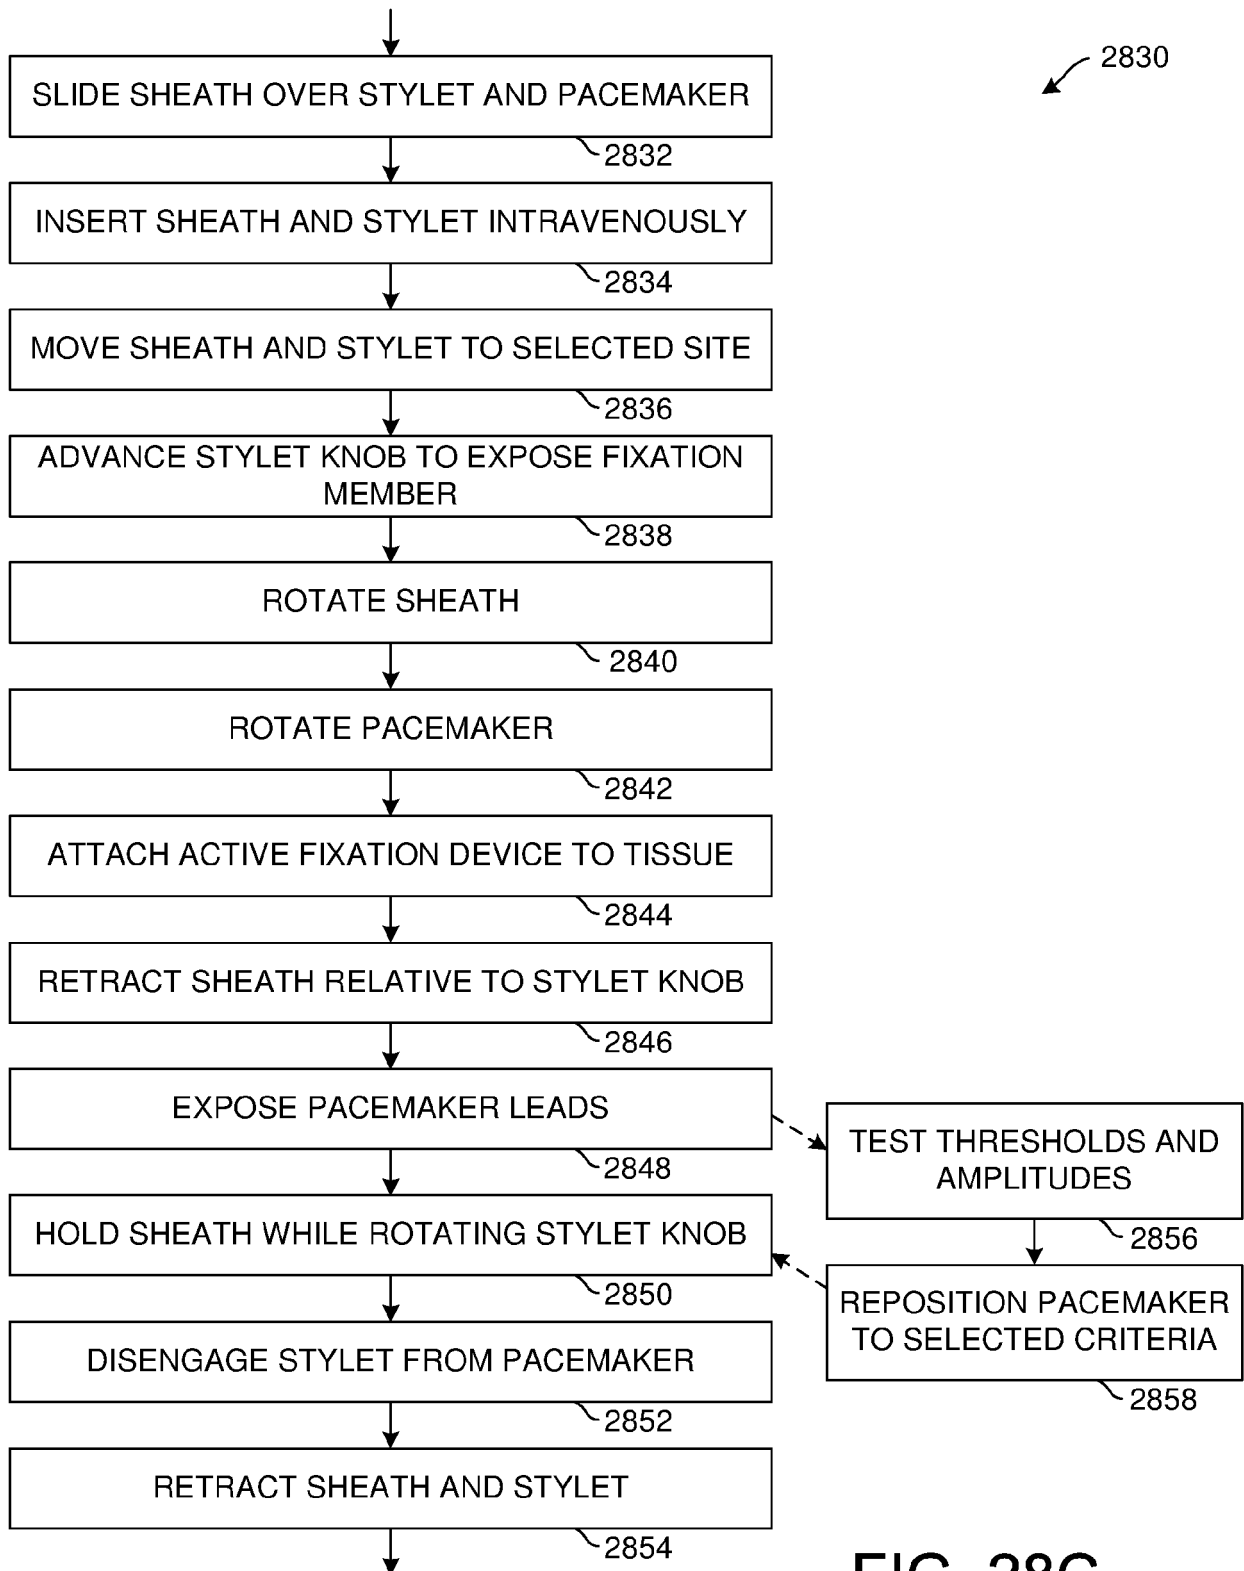 2830
SLIDE SHEATH OVER STYLET AND PACEMAKER
2832
INSERT SHEATH AND STYLET INTRAVENOUSLY
2834
MOVE SHEATH AND STYLET TO SELECTED SITE
2836
ADVANCE STYLET KNOB TO EXPOSE FIXATION
MEMBER
2838
ROTATE SHEATH
2840
ROTATE PACEMAKER
2842
ATTACH ACTIVE FIXATION DEVICE TO TISSUE
2844
RETRACT SHEATH RELATIVE TO STYLET KNOB
2846
EXPOSE PACEMAKER LEADS
2848
TEST THRESHOLDS AND
AMPLITUDES
2856
HOLD SHEATH WHILE ROTATING STYLET KNOB
2850
REPOSITION PACEMAKER
TO SELECTED CRITERIA
2858
DISENGAGE STYLET FROM PACEMAKER
2852
RETRACT SHEATH AND STYLET
2854